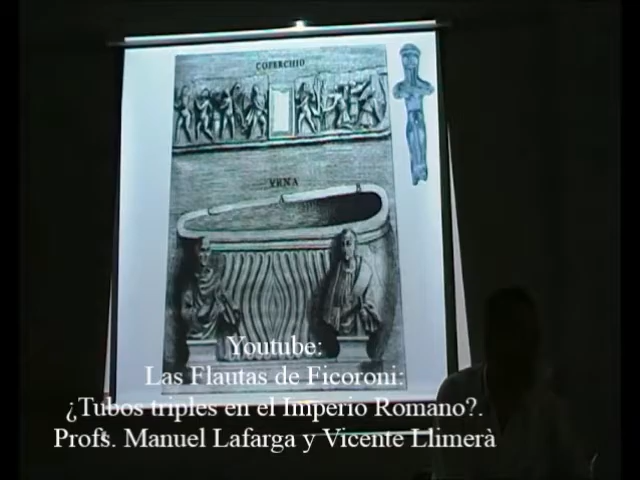 COPERCHIO
VRNA
Youtube:
Las Flautas de Ficoroni:
¿Tubos triples en el Imperio Romano?.
Profs. Manuel Lafarga y Vicente Llimerà